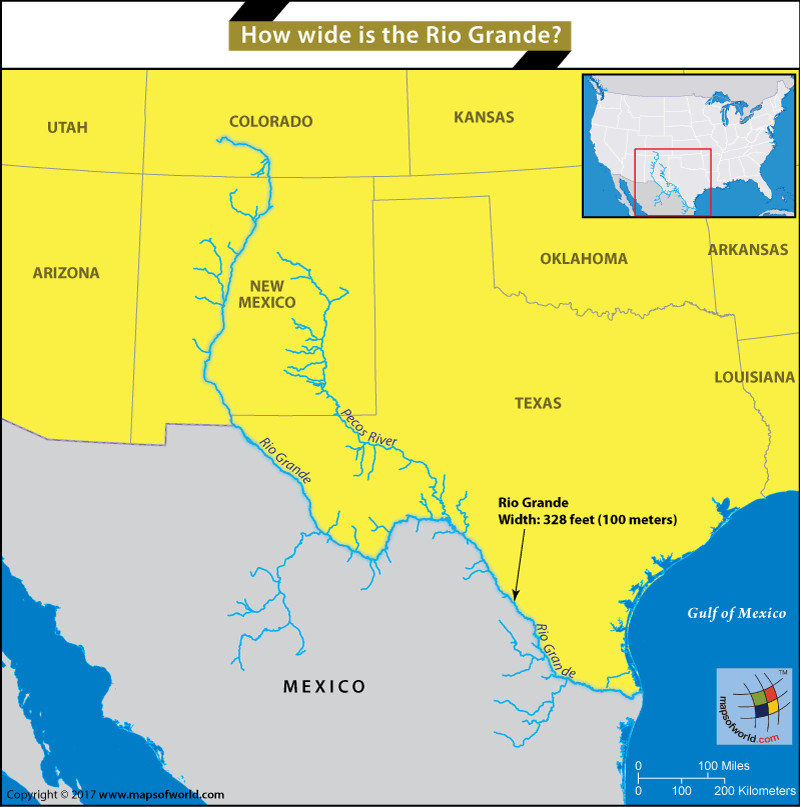 How wide is the Rio Grande?
UTAH
COLORADO
KANSAS
ARIZONA
NEW
MEXICO
OKLAHOMA
ARKANSAS
LOUISIANA
TEXAS
Pecos River
Rio Grande
Rio Grande
Width: 328 feet (100 meters)
Gulf of Mexico
Rio Grande
MEXICO
TM
mapsofworld.com
0 100 Miles
0 100 200 Kilometers
Copyright © 2017 www.mapsofworld.com